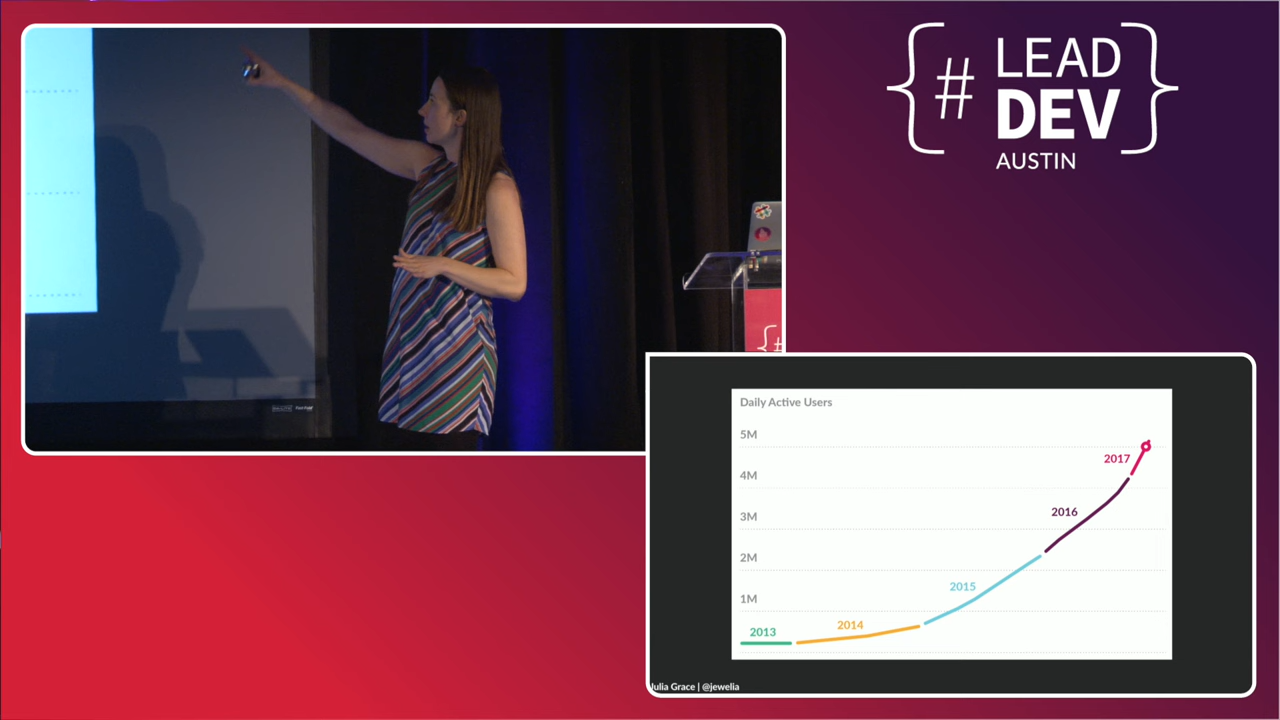 {#
LEAD
DEV
AUSTIN
{#
Daily Active Users
5M
4M
3M
2M
1M
2013
2014
2015
2016
2017
Julia Grace | @jewelia